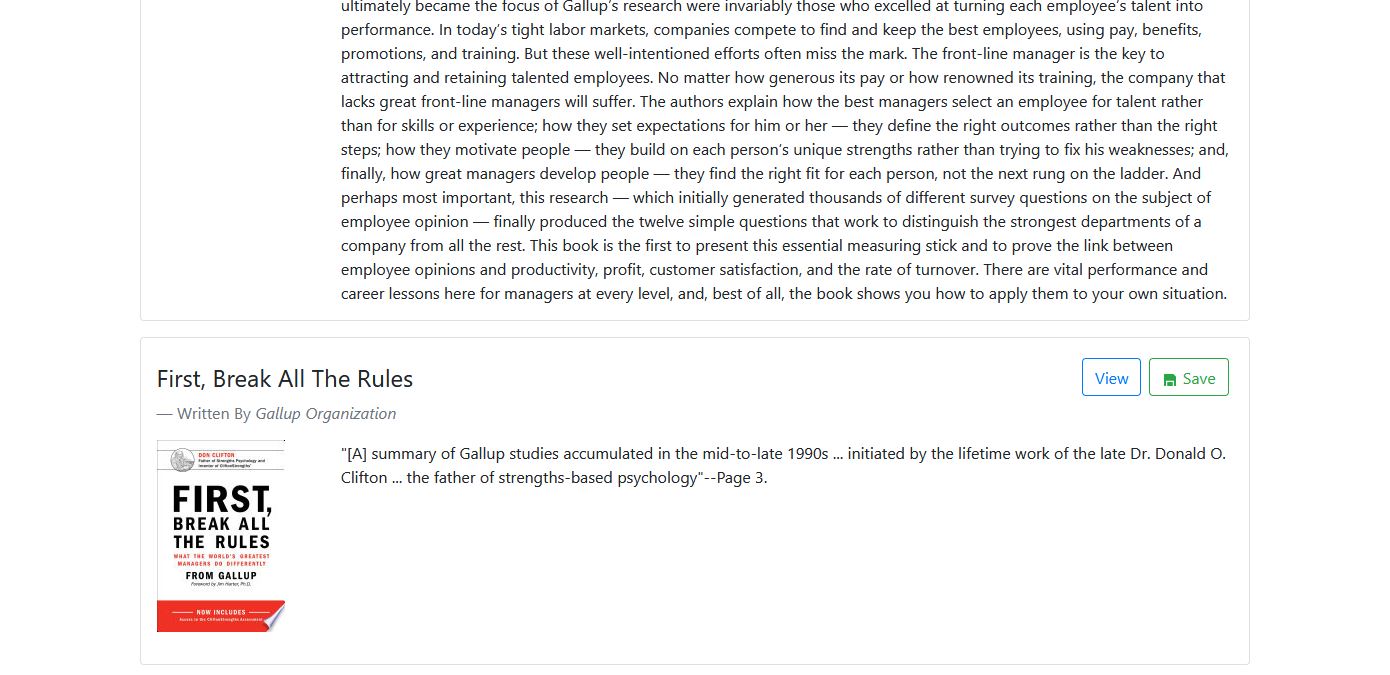 ultimately became the focus of Gallup’s research were invariably those who excelled at turning each employee’s talent into
performance. In today’s tight labor markets, companies compete to find and keep the best employees, using pay, benefits,
promotions, and training. But these well-intentioned efforts often miss the mark. The front-line manager is the key to
attracting and retaining talented employees. No matter how generous its pay or how renowned its training, the company that
lacks great front-line managers will suffer. The authors explain how the best managers select an employee for talent rather
than for skills or experience; how they set expectations for him or her — they define the right outcomes rather than the right
steps; how they motivate people — they build on each person’s unique strengths rather than trying to fix his weaknesses; and,
finally, how great managers develop people — they find the right fit for each person, not the next rung on the ladder. And
perhaps most important, this research — which initially generated thousands of different survey questions on the subject of
employee opinion — finally produced the twelve simple questions that work to distinguish the strongest departments of a
company from all the rest. This book is the first to present this essential measuring stick and to prove the link between
employee opinions and productivity, profit, customer satisfaction, and the rate of turnover. There are vital performance and
career lessons here for managers at every level, and, best of all, the book shows you how to apply them to your own situation.
First, Break All The Rules
View
Save
— Written By Gallup Organization
"[A] summary of Gallup studies accumulated in the mid-to-late 1990s ... initiated by the lifetime work of the late Dr. Donald O.
Clifton ... the father of strengths-based psychology"--Page 3.
DON CLIFTON
Father of Strengths Psychology and
Inventor of CliftonStrengths
FIRST,
BREAK ALL
THE RULES
WHAT THE WORLD'S GREATEST
MANAGERS DO DIFFERENTLY
FROM GALLUP
Foreword by Jim Harter, Ph.D.
NOW INCLUDES
Access to the CliftonStrengths Assessment